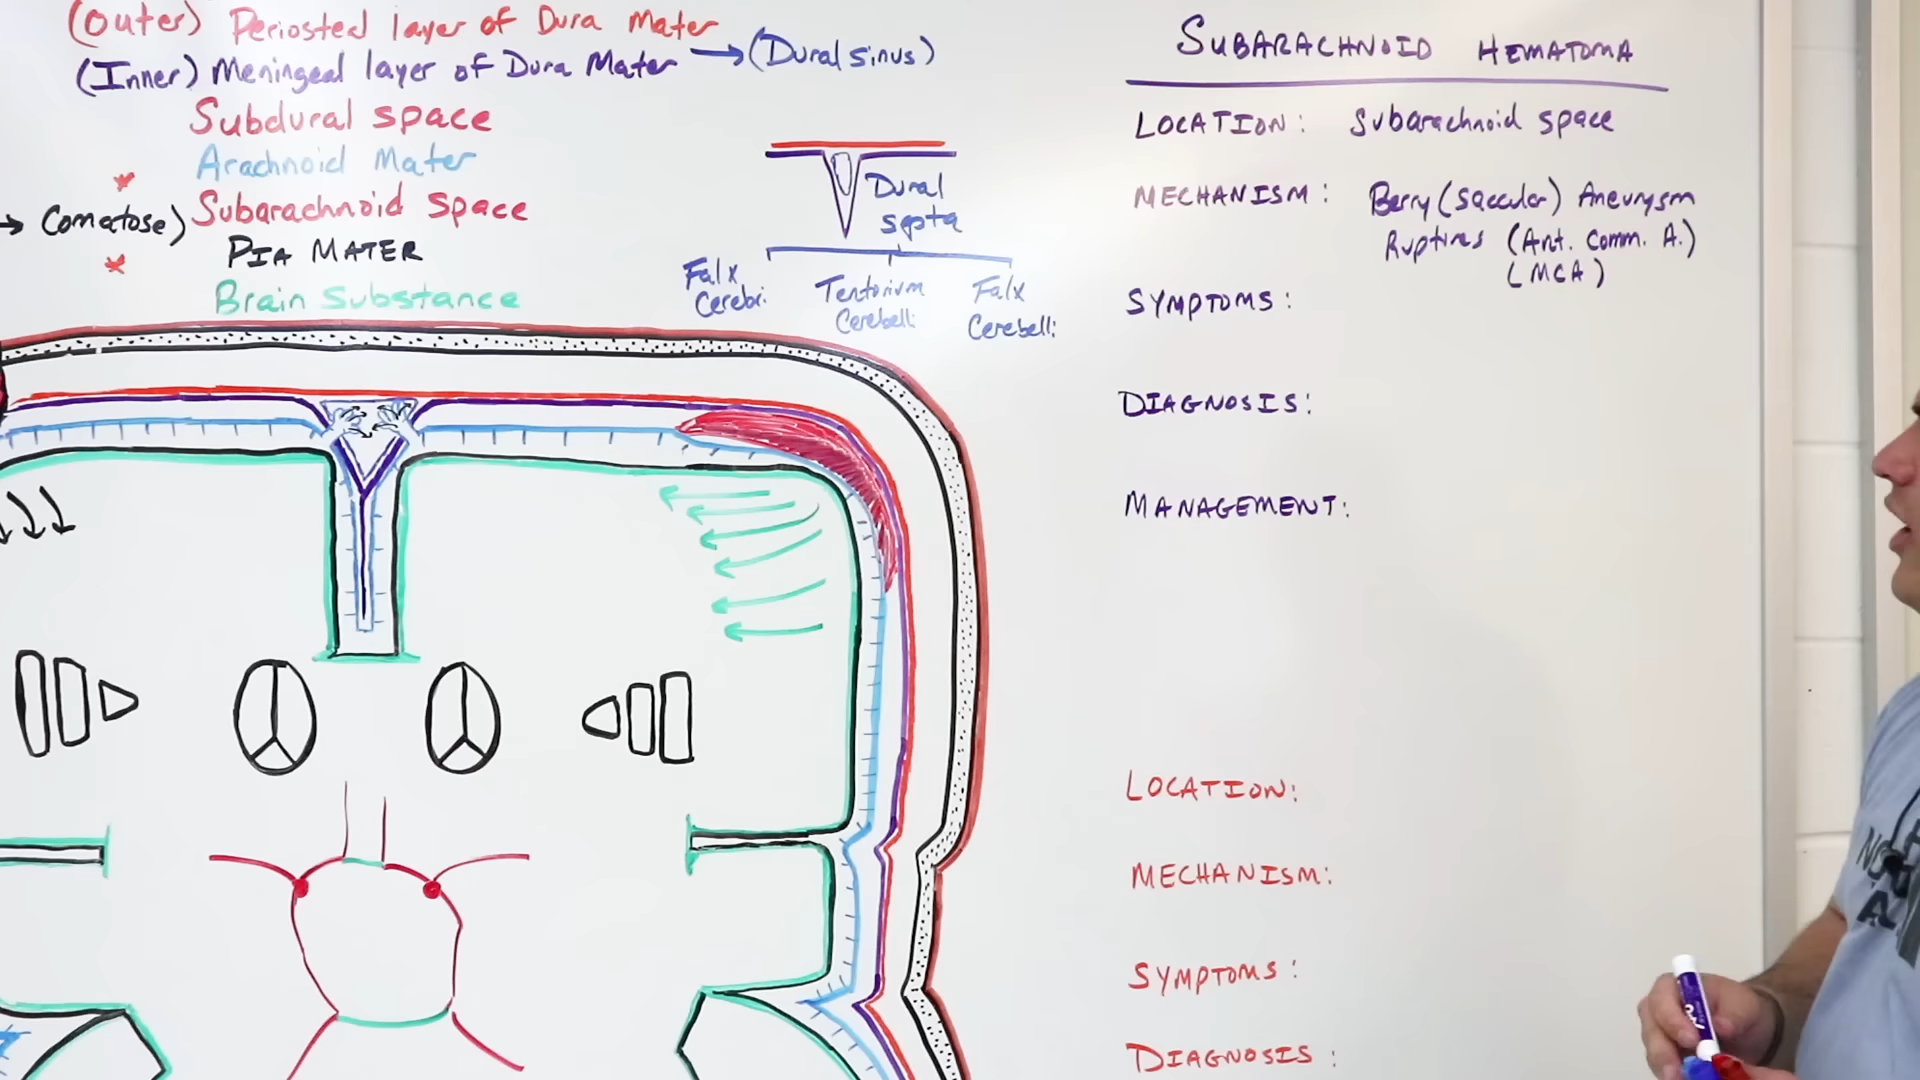 (Outer) Periosteal layer of Dura Mater
(Inner) Meningeal layer of Dura Mater → (Dural sinus)
Subdural space
Arachnoid Mater
→ Comatose) Subarachnoid space
PIA MATER
Brain Substance
Dural
septa
Falx
Cerebri
Tentorium
Cerebelli
Falx
Cerebelli
SUBARACHNOID HEMATOMA
LOCATION: Subarachnoid space
MECHANISM: Berry (saccular) Aneurysm
Ruptures (Ant. Comm. A.)
(MCA)
SYMPTOMS:
DIAGNOSIS:
MANAGEMENT:
LOCATION:
MECHANISM:
SYMPTOMS:
DIAGNOSIS: